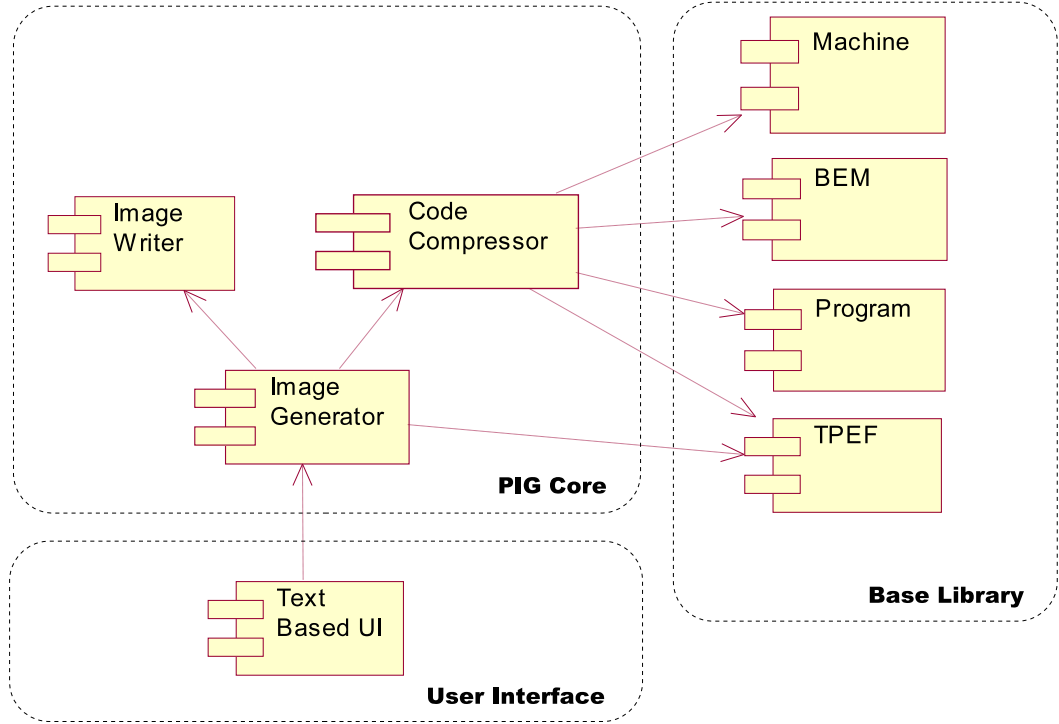 Machine
BEM
Image
Writer
Code
Compressor
Program
Image
Generator
TPEF
PIG Core
Text
Based UI
Base Library
User Interface